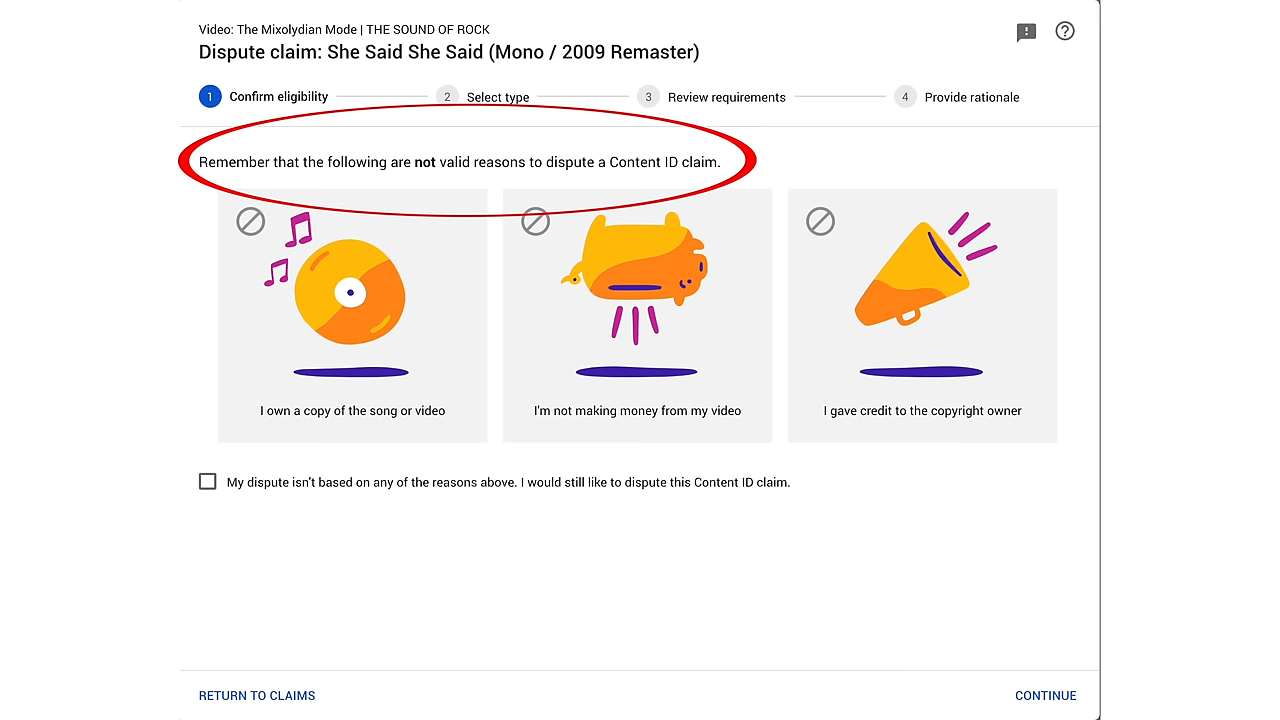 Video: The Mixolydian Mode | THE SOUND OF ROCK
Dispute claim: She Said She Said (Mono / 2009 Remaster)
1 Confirm eligibility 2 Select type 3 Review requirements 4 Provide rationale
Remember that the following are not valid reasons to dispute a Content ID claim.
I own a copy of the song or video
I'm not making money from my video
I gave credit to the copyright owner
My dispute isn't based on any of the reasons above. I would still like to dispute this Content ID claim.
RETURN TO CLAIMS CONTINUE